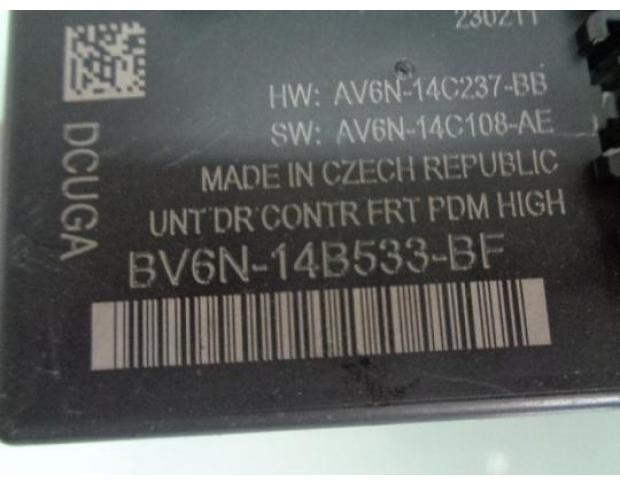 230211
HW: AV6N-14C237-BB
SW: AV6N-14C108-AE
MADE IN CZECH REPUBLIC
UNT DR CONTR FRT PDM HIGH
BV6N-14B533-BF
DCUGA